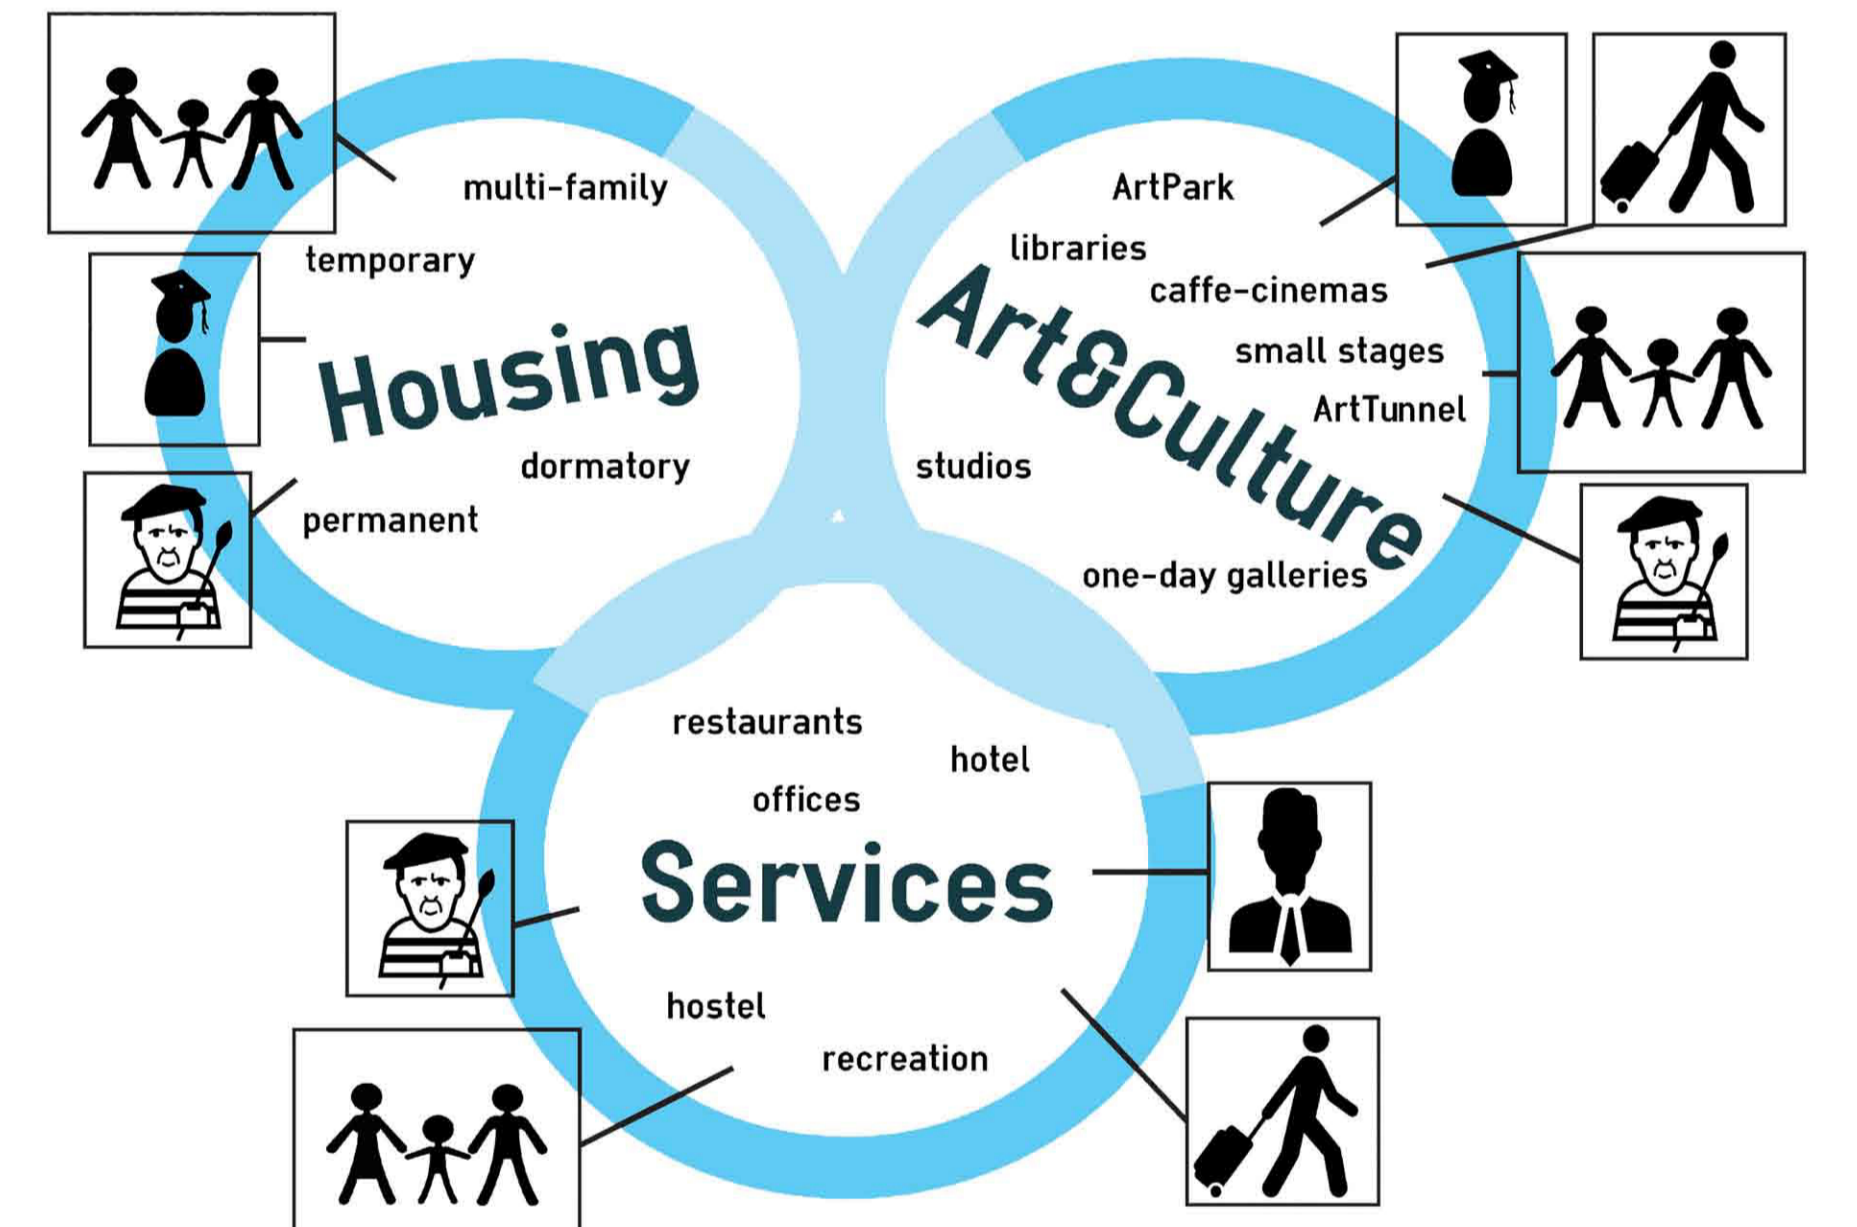 multi-family
temporary
Housing
dormatory
permanent
ArtPark
libraries
caffe-cinemas
small stages
ArtTunnel
Art&Culture
studios
one-day galleries
restaurants
hotel
offices
Services
hostel
recreation